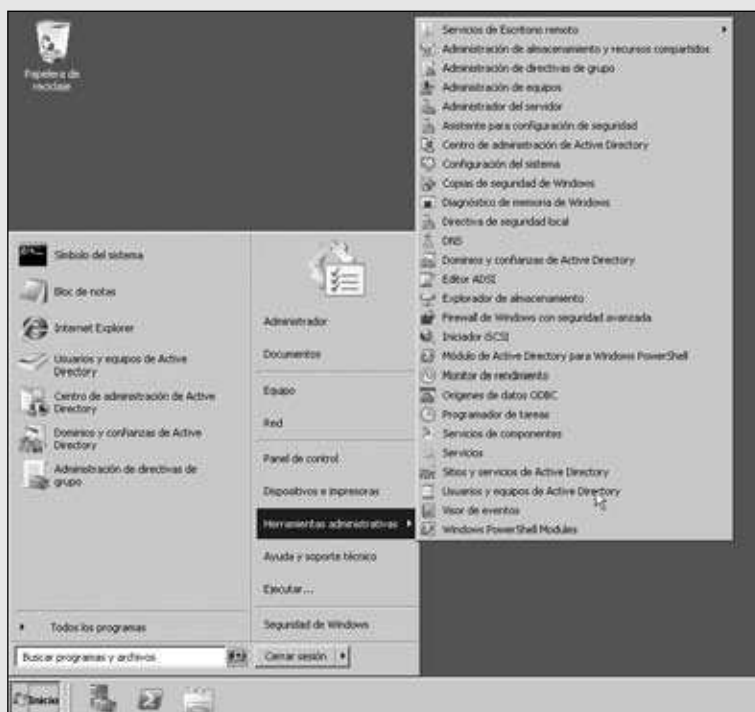 Papelera de
reciclaje
Servicios de Escritorio remoto
Administración de almacenamiento y recursos compartidos
Administración de directivas de grupo
Administración de equipos
Administrador del servidor
Asistente para configuración de seguridad
Centro de administración de Active Directory
Configuración del sistema
Copias de seguridad de Windows
Diagnóstico de memoria de Windows
Directiva de seguridad local
DNS
Dominios y confianzas de Active Directory
Editor ADSI
Explorador de almacenamiento
Firewall de Windows con seguridad avanzada
Iniciador iSCSI
Módulo de Active Directory para Windows PowerShell
Monitor de rendimiento
Orígenes de datos ODBC
Programador de tareas
Servicios de componentes
Servicios
Sitios y servicios de Active Directory
Usuarios y equipos de Active Directory
Visor de eventos
Windows PowerShell Modules
Símbolo del sistema
Bloc de notas
Internet Explorer
Usuarios y equipos de Active
Directory
Centro de administración de Active
Directory
Dominios y confianzas de Active
Directory
Administración de directivas de
grupo
Todos los programas
Buscar programas y archivos
Administrador
Documentos
Equipo
Red
Panel de control
Dispositivos e impresoras
Herramientas administrativas
Ayuda y soporte técnico
Ejecutar...
Seguridad de Windows
Cerrar sesión
Inicio